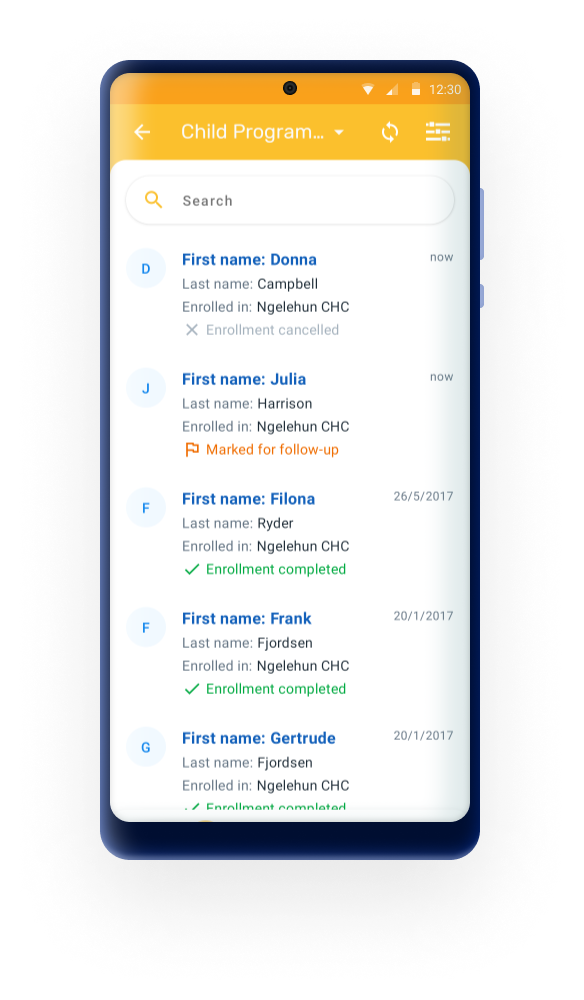 12:30
Child Program...
Search
D
First name: Donna
now
Last name: Campbell
Enrolled in: Ngelehun CHC
Enrollment cancelled
J
First name: Julia
now
Last name: Harrison
Enrolled in: Ngelehun CHC
Marked for follow-up
F
First name: Filona
26/5/2017
Last name: Ryder
Enrolled in: Ngelehun CHC
Enrollment completed
F
First name: Frank
20/1/2017
Last name: Fjordsen
Enrolled in: Ngelehun CHC
Enrollment completed
G
First name: Gertrude
20/1/2017
Last name: Fjordsen
Enrolled in: Ngelehun CHC
Enrollment completed